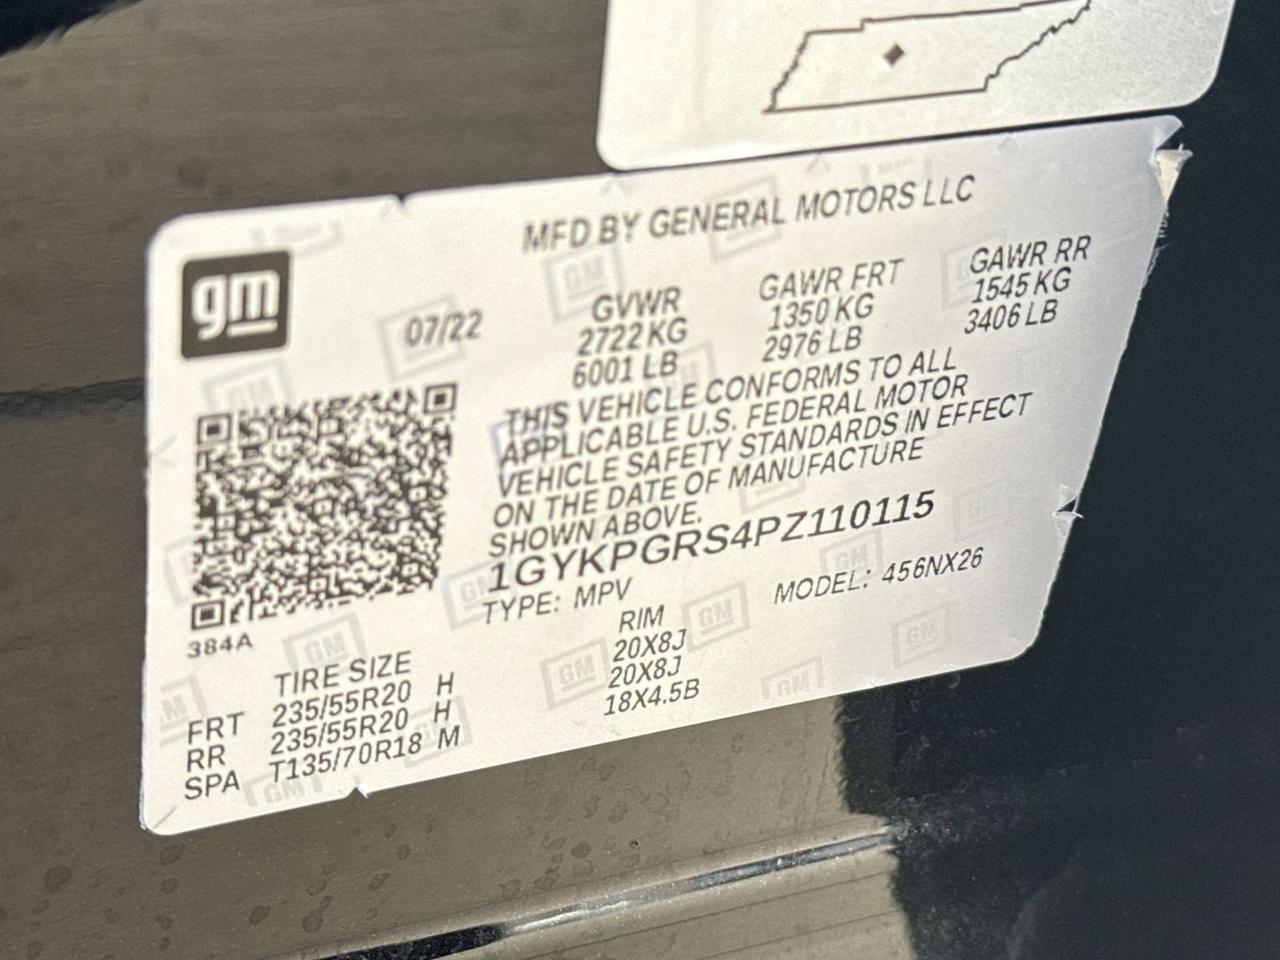 MFD BY GENERAL MOTORS LLC
gm
07/22
GVWR GAWR FRT GAWR RR
2722 KG 1350 KG 1545 KG
6001 LB 2976 LB 3406 LB
THIS VEHICLE CONFORMS TO ALL
APPLICABLE U.S. FEDERAL MOTOR
VEHICLE SAFETY STANDARDS IN EFFECT
ON THE DATE OF MANUFACTURE
SHOWN ABOVE.
1GYKPGRS4PZ110115
TYPE: MPV MODEL: 456NX26
384A
TIRE SIZE RIM
FRT 235/55R20 H 20X8J
RR 235/55R20 H 20X8J
SPA T135/70R18 M 18X4.5B